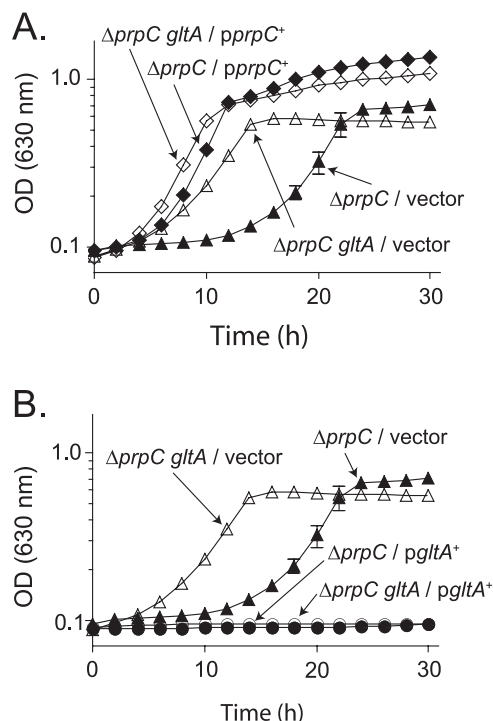 A.
ΔprpC gltA / pprpC⁺
ΔprpC / pprpC⁺
1.0
OD (630 nm)
ΔprpC / vector
0.1
ΔprpC gltA / vector
0 10 20 30
Time (h)
B.
ΔprpC / vector
1.0
ΔprpC gltA / vector
OD (630 nm)
ΔprpC / pgltA⁺
ΔprpC gltA / pgltA⁺
0.1
0 10 20 30
Time (h)